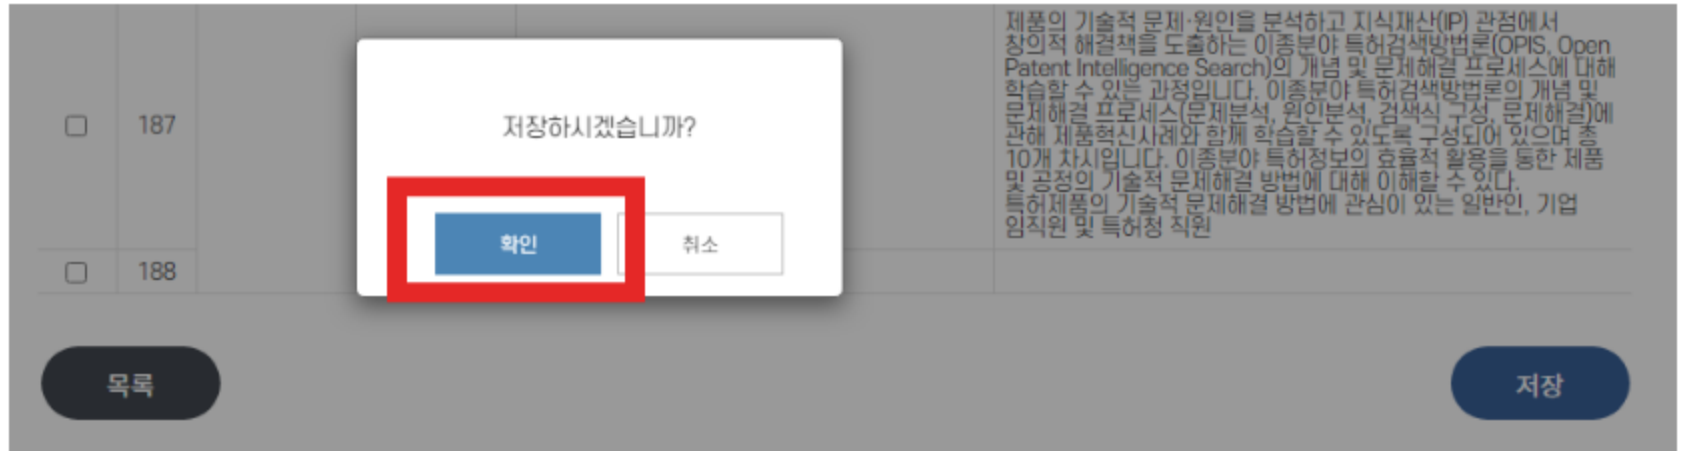 제품의 기술적 문제·원인을 분석하고 지식재산(IP) 관점에서
창의적 해결책을 도출하는 이종분야 특허검색방법론(OPIS, Open
Patent Intelligence Search)의 개념 및 문제해결 프로세스에 대해
학습할 수 있는 과정입니다. 이종분야 특허검색방법론의 개념 및
문제해결 프로세스(문제분석, 원인분석, 검색식 구성, 문제해결)에
관해 제품혁신사례와 함께 학습할 수 있도록 구성되어 있으며 총
10개 차시입니다. 이종분야 특허정보의 효율적 활용을 통한 제품
및 공정의 기술적 문제해결 방법에 대해 이해할 수 있다.
특허제품의 기술적 문제해결 방법에 관심이 있는 일반인, 기업
임직원 및 특허청 직원
187
저장하시겠습니까?
확인
취소
188
목록
저장